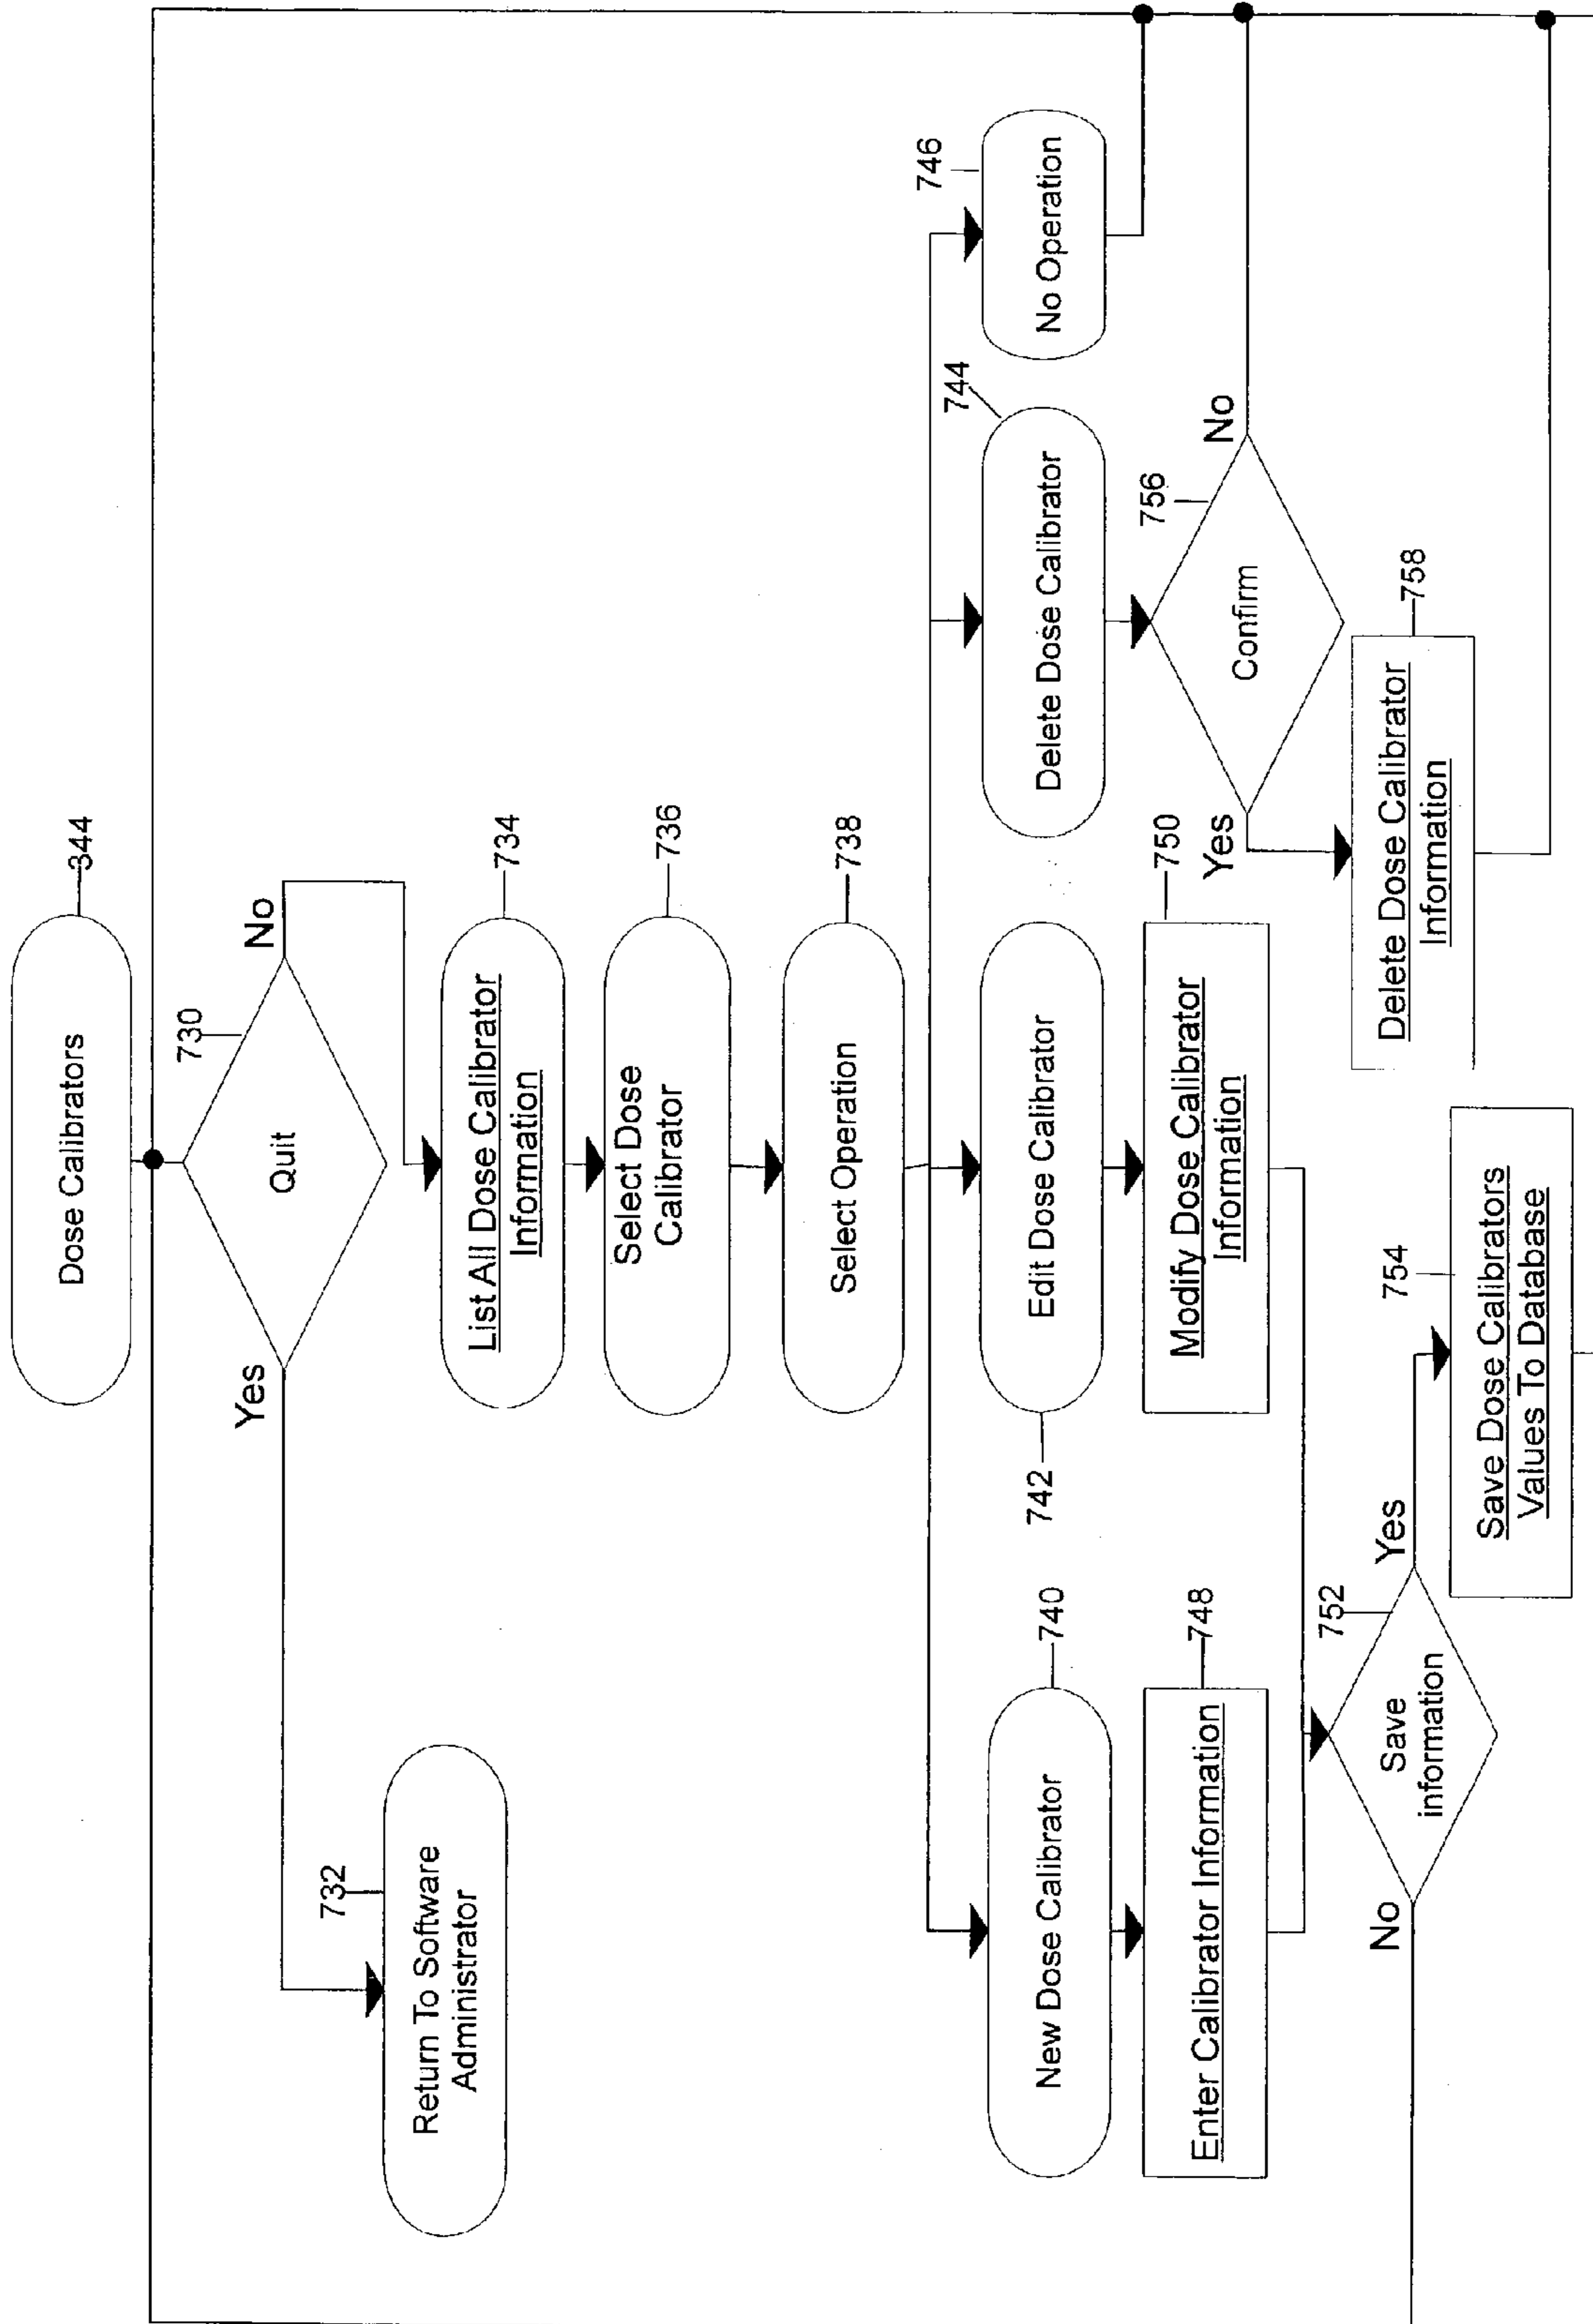 Dose Calibrators
344
730
Quit
No
Yes
732
Return To Software
Administrator
List All Dose Calibrator
Information
734
Select Dose
Calibrator
736
Select Operation
738
New Dose Calibrator
740
742
Edit Dose Calibrator
744
Delete Dose Calibrator
746
No Operation
Enter Calibrator Information
748
Modify Dose Calibrator
Information
750
756
Confirm
Yes
No
752
Save
information
No
Yes
754
Save Dose Calibrators
Values To Database
Delete Dose Calibrator
Information
758